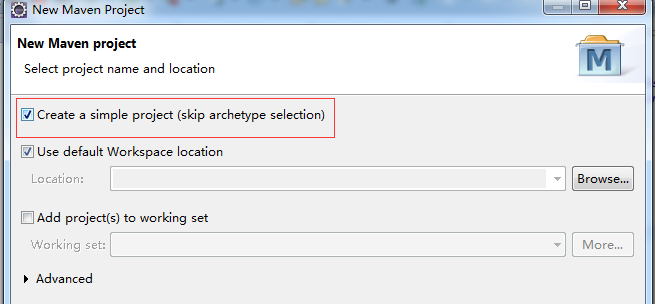 New Maven Project
New Maven project
Select project name and location
M
Create a simple project (skip archetype selection)
Use default Workspace location
Location:
Browse...
Add project(s) to working set
Working set:
More...
Advanced